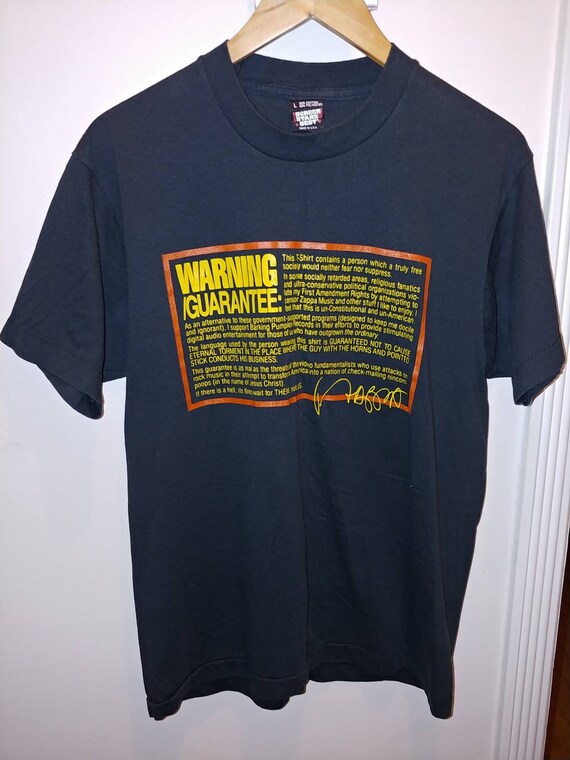 L
SCREEN
STARS
BEST
MADE IN U.S.A.
WARNING
/GUARANTEE:
This T-Shirt contains a person which a truly free
society would neither fear nor suppress.
In some socially retarded areas, religious fanatics
and ultra-conservative political organizations vio-
late my First Amendment Rights by attempting to
censor Zappa Music and other stuff I like to enjoy. I
feel that this is un-Constitutional and un-American.
As an alternative to these government-supported programs (designed to keep me docile
and ignorant), I support Barking Pumpkin records in their efforts to provide stimulating
digital audio entertainment for those of us who have outgrown the ordinary
The language used by the person wearing this shirt is GUARANTEED NOT TO CAUSE
ETERNAL TORMENT IN THE PLACE WHERE THE GUY WITH THE HORNS AND POINTED
STICK CONDUCTS HIS BUSINESS.
This guarantee is as real as the threats of the video fundamentalists who use attacks on
rock music in their attempt to transform America into a nation of check-mailing nincom-
poops (in the name of Jesus Christ).
If there is a hell, its fires wait for THEM, not US.